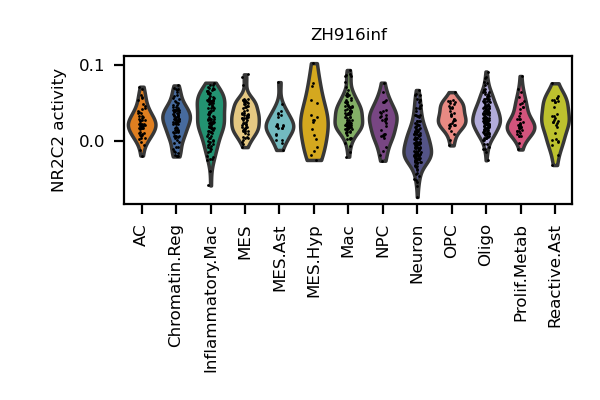 ZH916inf
NR2C2 activity
0.1
0.0
AC
Chromatin.Reg
Inflammatory.Mac
MES
MES.Ast
MES.Hyp
Mac
NPC
Neuron
OPC
Oligo
Prolif.Metab
Reactive.Ast